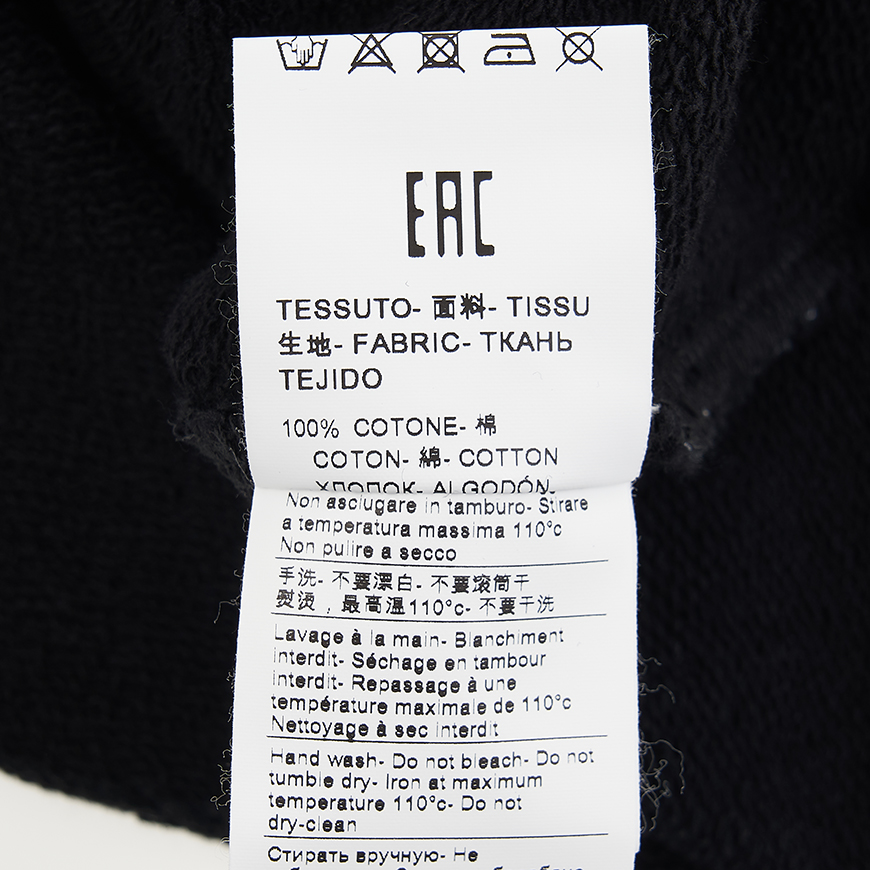 EAC
TESSUTO- 面料- TISSU
生地- FABRIC- ТКАНЬ
TEJIDO
100% COTONE- 棉
COTON- 綿- COTTON
ХЛОПОК- ALGODÓN-
Non asciugare in tamburo- Stirare
a temperatura massima 110°c
Non pulire a secco
手洗- 不要漂白- 不要滚筒干
熨烫，最高温110°c- 不要干洗
Lavage à la main- Blanchiment
interdit- Séchage en tambour
interdit- Repassage à une
température maximale de 110°c
Nettoyage à sec interdit
Hand wash- Do not bleach- Do not
tumble dry- Iron at maximum
temperature 110°c- Do not
dry-clean
Стирать вручную- Не